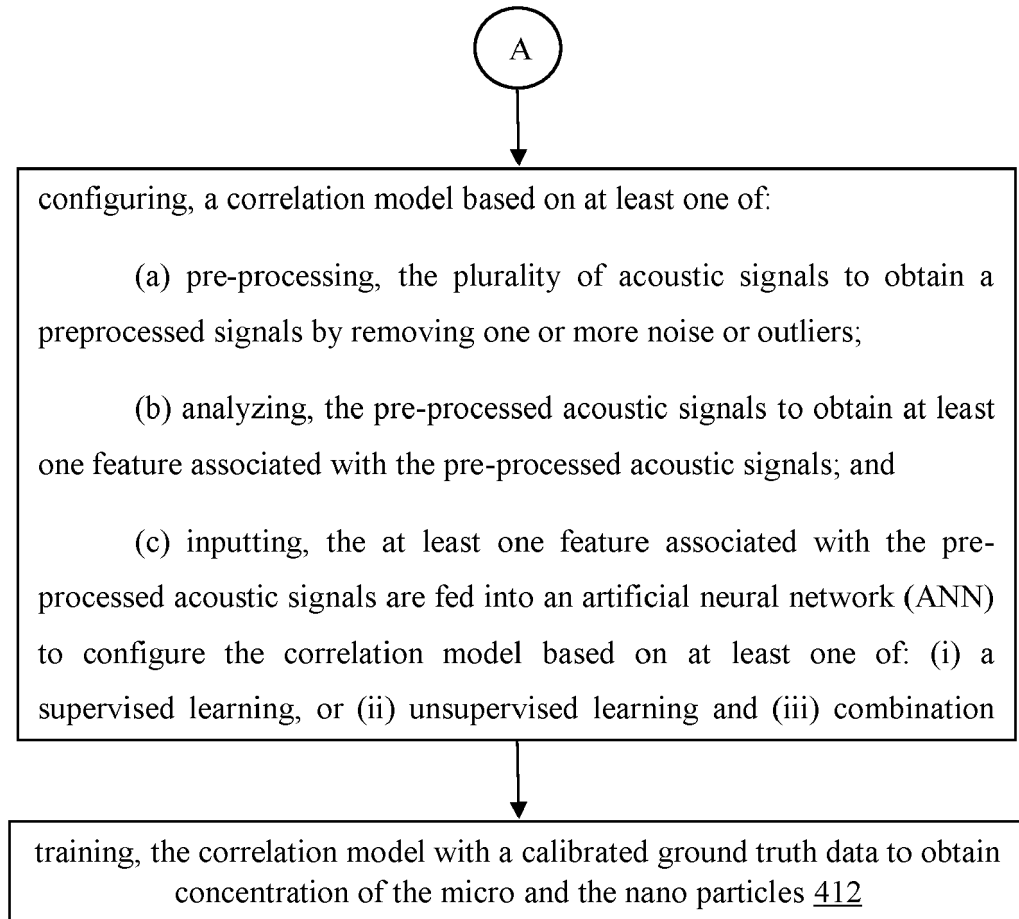 A
configuring, a correlation model based on at least one of:
(a) pre-processing, the plurality of acoustic signals to obtain a
preprocessed signals by removing one or more noise or outliers;
(b) analyzing, the pre-processed acoustic signals to obtain at least
one feature associated with the pre-processed acoustic signals; and
(c) inputting, the at least one feature associated with the pre-
processed acoustic signals are fed into an artificial neural network (ANN)
to configure the correlation model based on at least one of: (i) a
supervised learning, or (ii) unsupervised learning and (iii) combination
training, the correlation model with a calibrated ground truth data to obtain
concentration of the micro and the nano particles 412